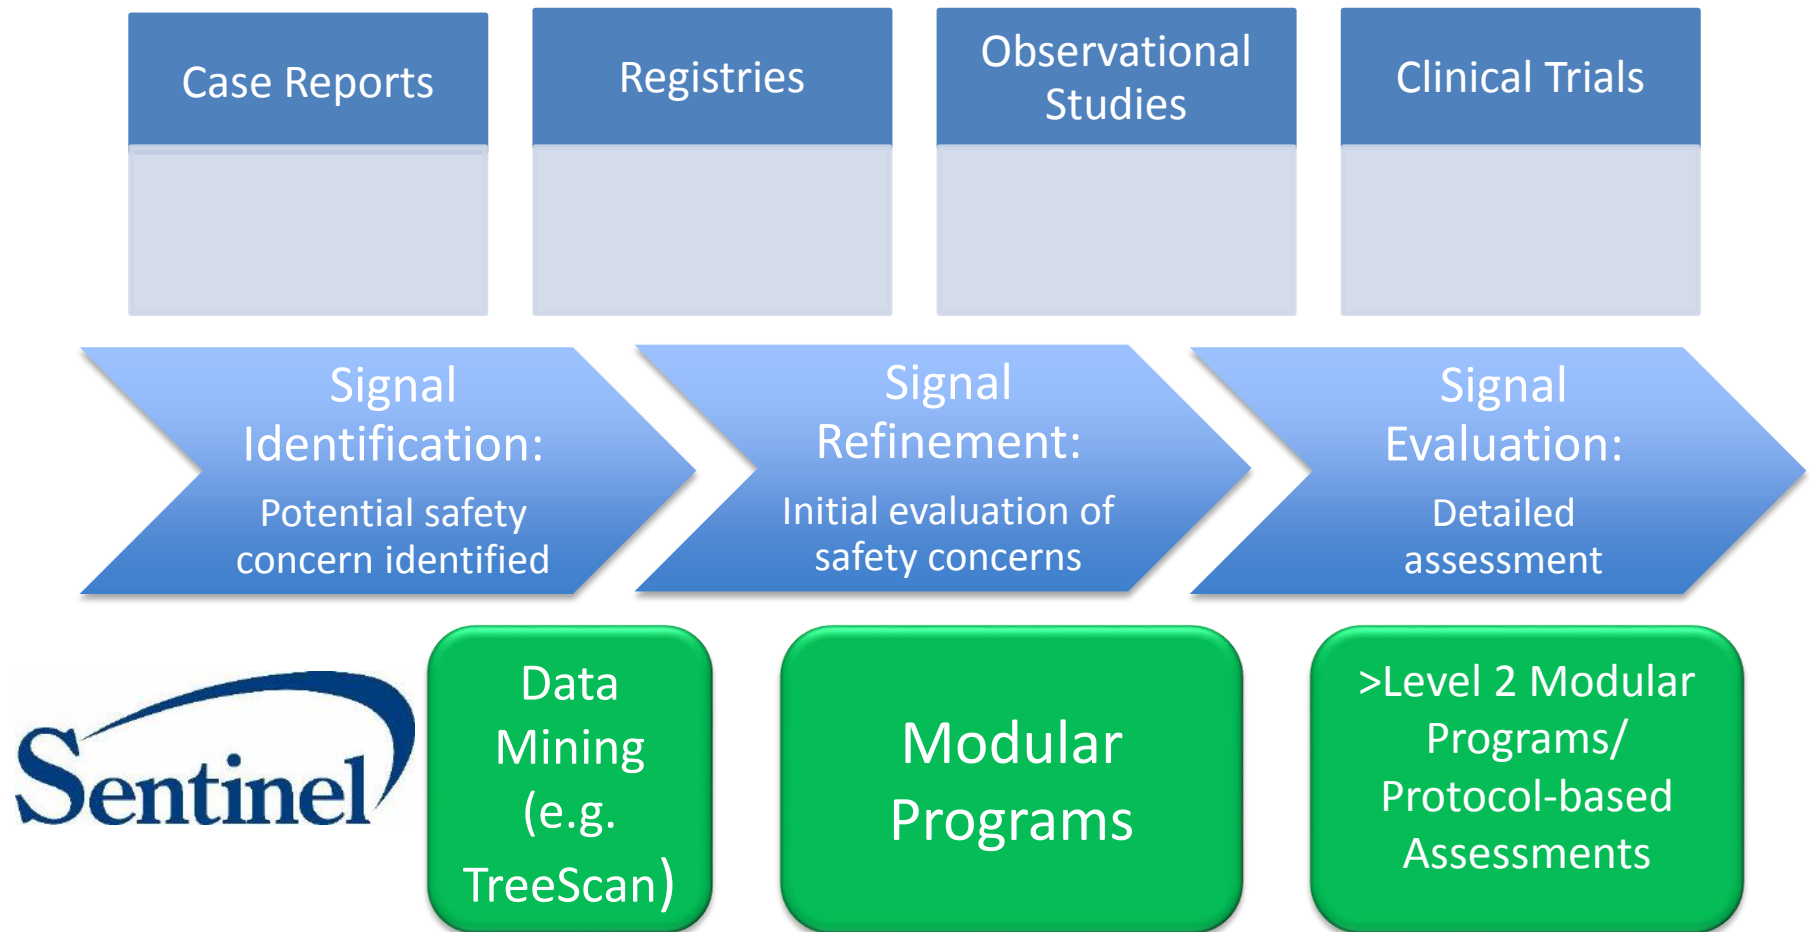 Case Reports
Registries
Observational
Studies
Clinical Trials
Signal
Identification:
Potential safety
concern identified
Signal
Refinement:
Initial evaluation of
safety concerns
Signal
Evaluation:
Detailed
assessment
Sentinel
Data
Mining
(e.g.
TreeScan)
Modular
Programs
>Level 2 Modular
Programs/
Protocol-based
Assessments